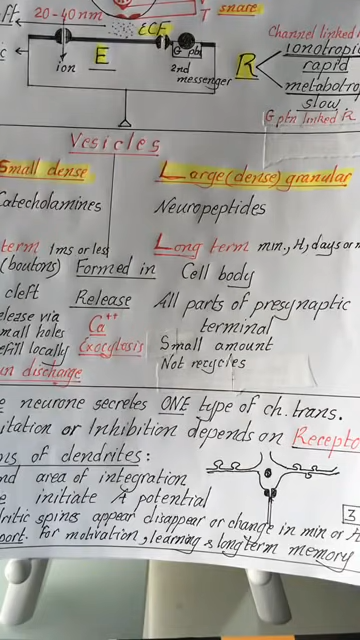 ft 20-40nm T snare
ECF
E
G ptn
ion 2nd messenger
R
Channel linked
ionotropic
rapid
metabotro
slow
G ptn linked R
Vesicles
Small dense Large (dense) granular
Catecholamines Neuropeptides
term 1ms or less Long term min., H, days or m
(boutons) Formed in Cell body
cleft Release All parts of presynaptic terminal
elease via Ca++ Small amount
mall holes Exocytosis Not recycles
efill locally
un discharge
e neurone secretes ONE type of ch. trans.
itation or Inhibition depends on Recepto
ns of dendrites:
nd area of integration
e initiate A potential
dritic spines appear disappear or change in min or H
port. for motivation, learning & long term memory
3